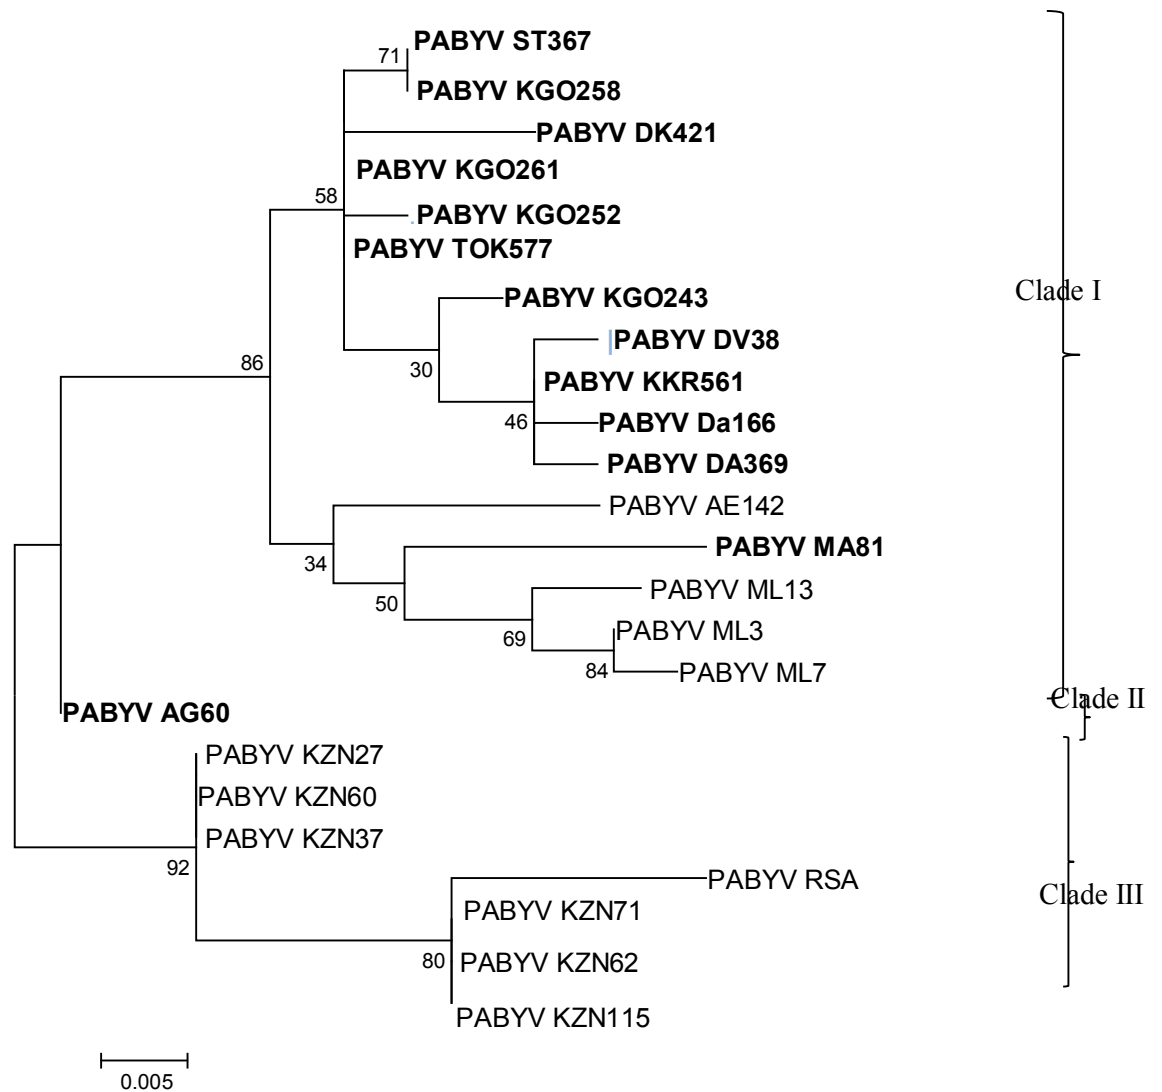 PABYV ST367
71
PABYV KGO258
PABYV DK421
PABYV KGO261
58
PABYV KGO252
PABYV TOK577
Clade I
PABYV KGO243
PABYV DV38
86
30
PABYV KKR561
46
PABYV Da166
PABYV DA369
PABYV AE142
PABYV MA81
34
PABYV ML13
50
PABYV ML3
69
84
PABYV ML7
Clade II
PABYV AG60
PABYV KZN27
PABYV KZN60
PABYV KZN37
92
PABYV RSA
Clade III
PABYV KZN71
80
PABYV KZN62
PABYV KZN115
0.005